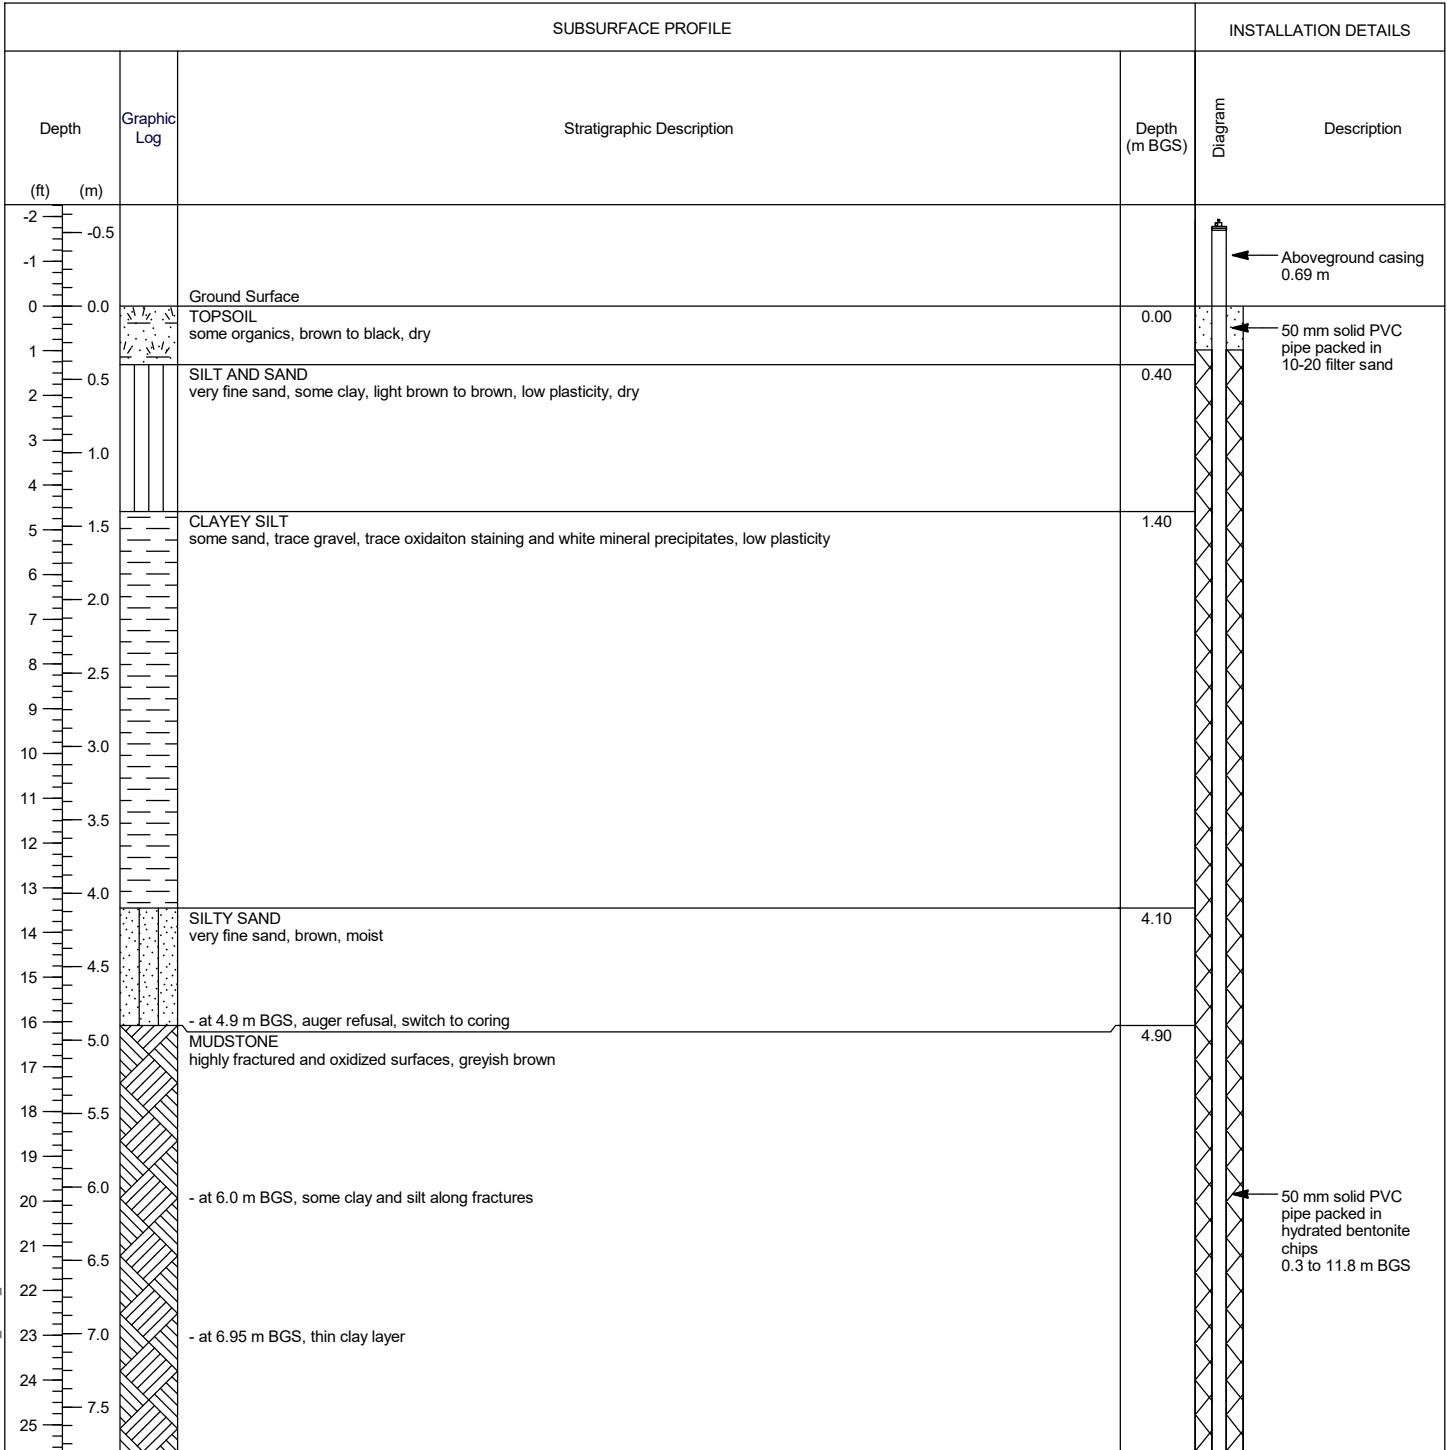 SUBSURFACE PROFILE
INSTALLATION DETAILS
Depth
Graphic
Log
Stratigraphic Description
Depth
(m BGS)
Diagram
Description
(ft) (m)
-2
-0.5
-1
Aboveground casing
0.69 m
Ground Surface
0 0.0
TOPSOIL 0.00
some organics, brown to black, dry
50 mm solid PVC
pipe packed in
10-20 filter sand
1
0.5
SILT AND SAND 0.40
very fine sand, some clay, light brown to brown, low plasticity, dry
2
3
1.0
4
CLAYEY SILT 1.40
1.5
5
some sand, trace gravel, trace oxidaiton staining and white mineral precipitates, low plasticity
6
2.0
7
8
2.5
9
3.0
10
11
3.5
12
13
4.0
SILTY SAND 4.10
14
very fine sand, brown, moist
4.5
15
16
- at 4.9 m BGS, auger refusal, switch to coring
5.0
MUDSTONE 4.90
highly fractured and oxidized surfaces, greyish brown
17
18
5.5
19
6.0
20
- at 6.0 m BGS, some clay and silt along fractures
50 mm solid PVC
pipe packed in
hydrated bentonite
chips
0.3 to 11.8 m BGS
21
6.5
22
23
7.0
- at 6.95 m BGS, thin clay layer
24
7.5
25